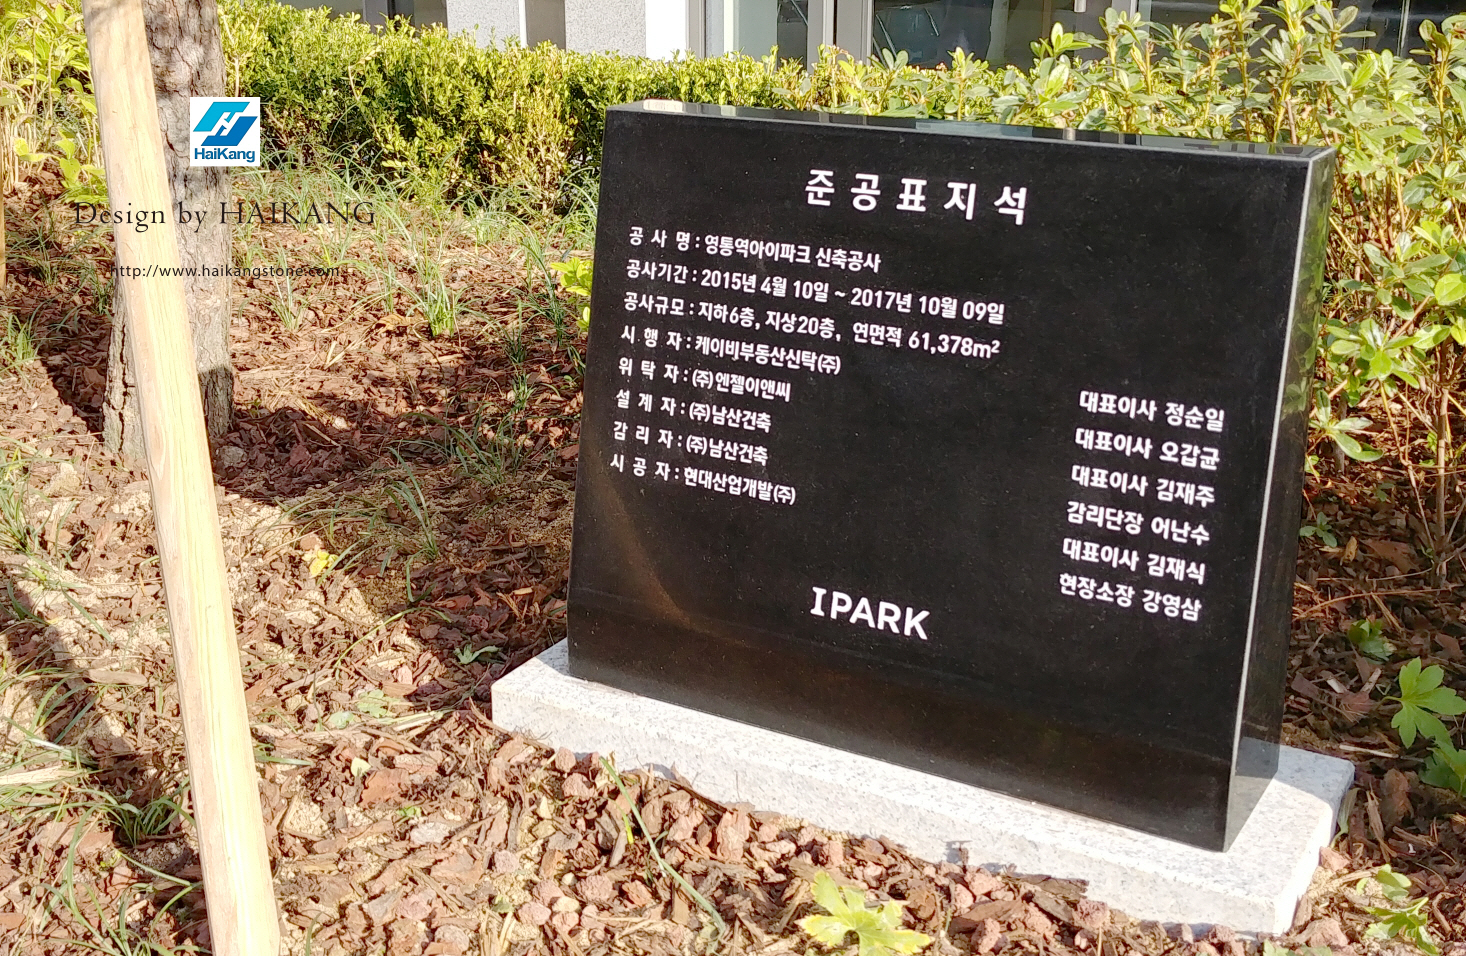 HaiKang
Design by HAIKANG
http://www.haikangstone.com
준공표지석
공 사 명 : 영통역아이파크 신축공사
공사기간 : 2015년 4월 10일 ~ 2017년 10월 09일
공사규모 : 지하6층, 지상20층, 연면적 61,378m²
시 행 자 : 케이비부동산신탁(주) 대표이사 정순일
위 탁 자 : (주)엔젤이앤씨 대표이사 오갑균
설 계 자 : (주)남산건축 대표이사 김재주
감 리 자 : (주)남산건축 감리단장 어난수
시 공 자 : 현대산업개발(주) 대표이사 김재식
현장소장 강영삼
IPARK